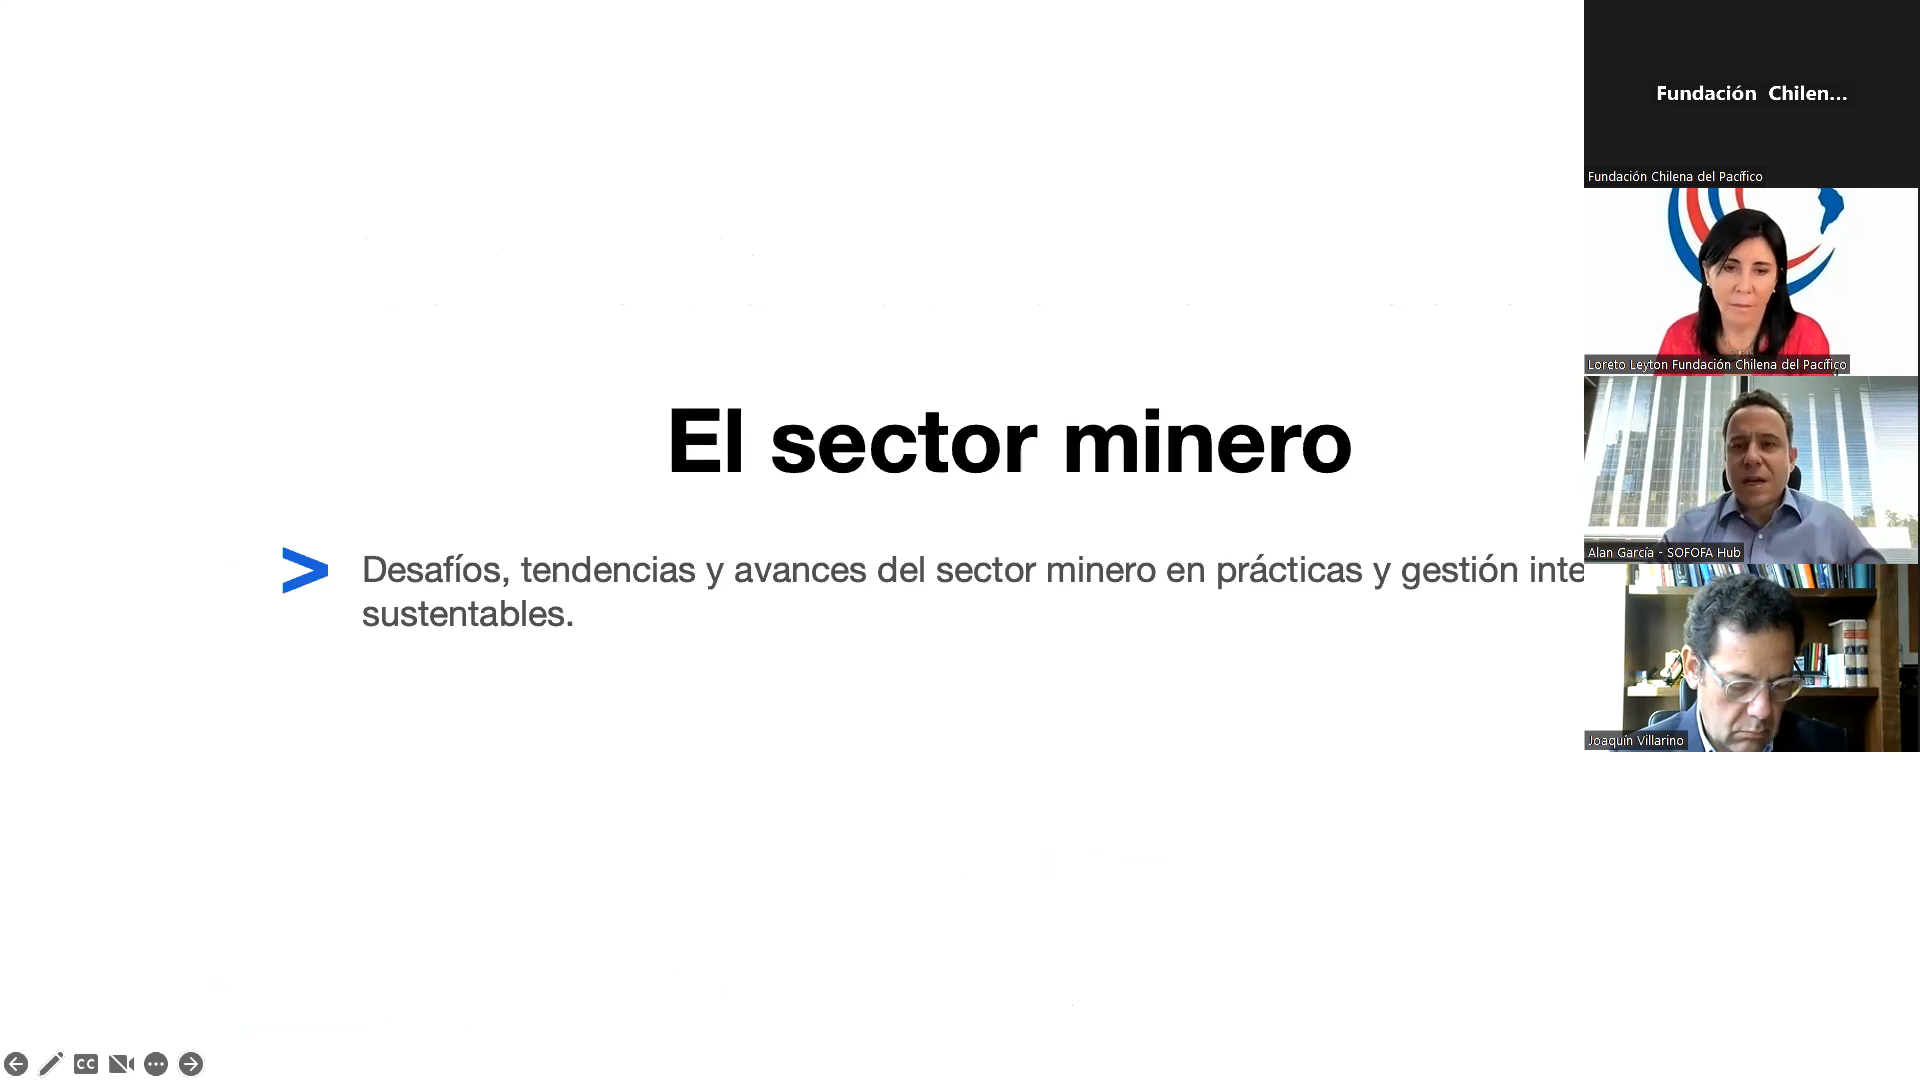 El sector minero
> Desafíos, tendencias y avances del sector minero en prácticas y gestión inte
sustentables.
Fundación Chilen...
Fundación Chilena del Pacífico
Loreto Leyton Fundación Chilena del Pacífico
Alan García - SOFOFA Hub
Joaquín Villarino
CC